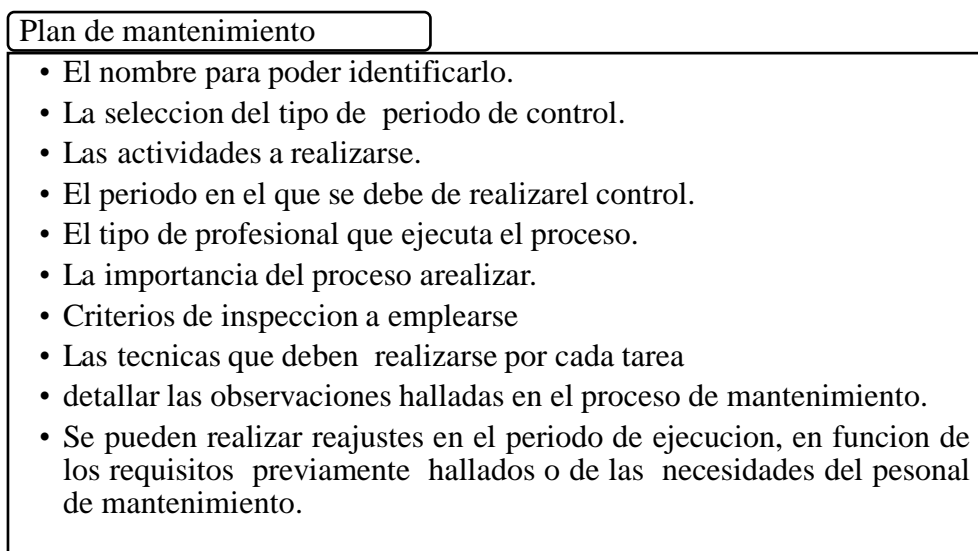 Plan de mantenimiento
• El nombre para poder identificarlo.
• La seleccion del tipo de periodo de control.
• Las actividades a realizarse.
• El periodo en el que se debe de realizarel control.
• El tipo de profesional que ejecuta el proceso.
• La importancia del proceso arealizar.
• Criterios de inspeccion a emplearse
• Las tecnicas que deben realizarse por cada tarea
• detallar las observaciones halladas en el proceso de mantenimiento.
• Se pueden realizar reajustes en el periodo de ejecucion, en funcion de
los requisitos previamente hallados o de las necesidades del pesonal
de mantenimiento.